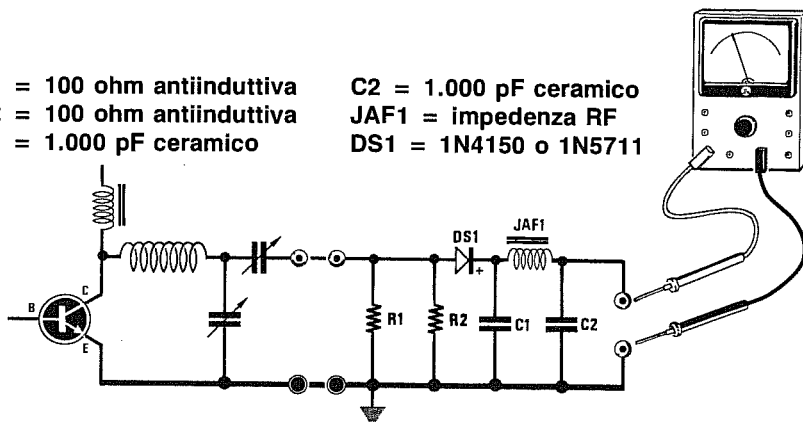 = 100 ohm antiinduttiva
= 100 ohm antiinduttiva
= 1.000 pF ceramico
C2 = 1.000 pF ceramico
JAF1 = impedenza RF
DS1 = 1N4150 o 1N5711
DS1
JAF1
+
C
B
E
R1
R2
C1
C2